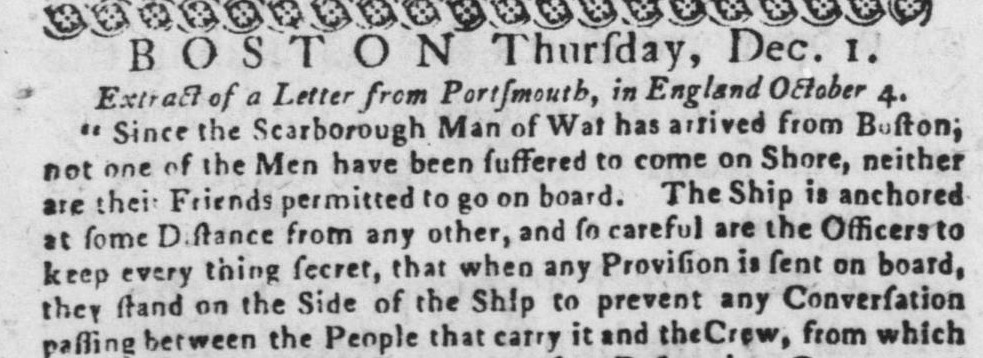 BOSTON Thurſday, Dec. 1.
Extract of a Letter from Portſmouth, in England October 4.
“ Since the Scarborough Man of War has arrived from Boſton;
not one of the Men have been ſuffered to come on Shore, neither
are their Friends permitted to go on board. The Ship is anchored
at ſome Diſtance from any other, and ſo careful are the Officers to
keep every thing ſecret, that when any Proviſion is ſent on board,
they ſtand on the Side of the Ship to prevent any Converſation
paſſing between the People that carry it and the Crew, from which